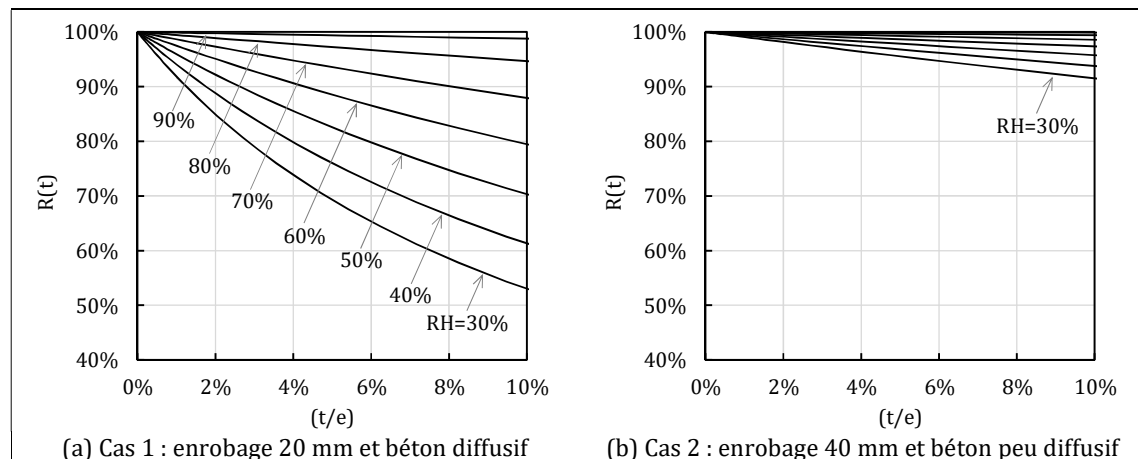 100%
90%
80%
70%
60%
50%
40%
R(t)
90%
80%
70%
60%
50%
40%
RH=30%
0% 2% 4% 6% 8% 10%
(t/e)
(a) Cas 1 : enrobage 20 mm et béton diffusif
100%
90%
80%
70%
60%
50%
40%
R(t)
RH=30%
0% 2% 4% 6% 8% 10%
(t/e)
(b) Cas 2 : enrobage 40 mm et béton peu diffusif